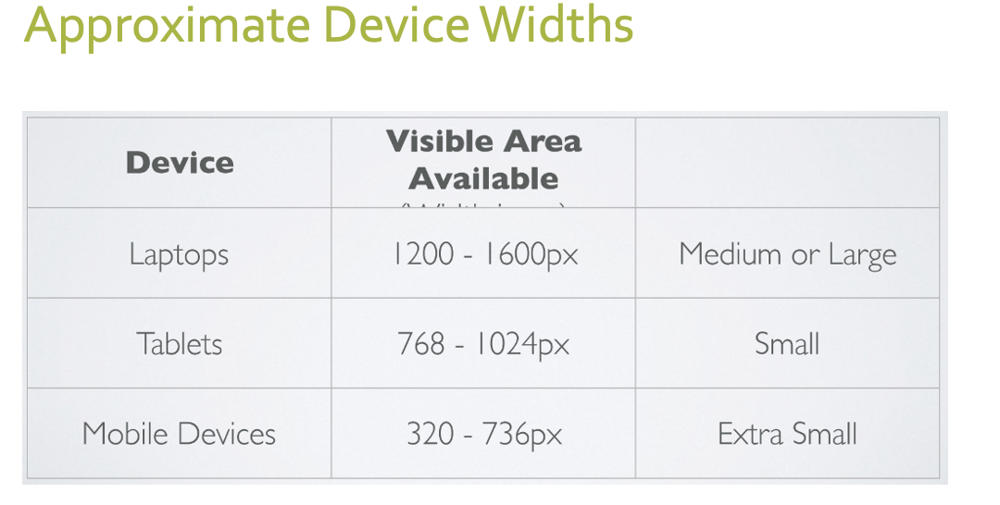 Approximate Device Widths
Device
Visible Area
Available
Laptops
1200 - 1600px
Medium or Large
Tablets
768 - 1024px
Small
Mobile Devices
320 - 736px
Extra Small